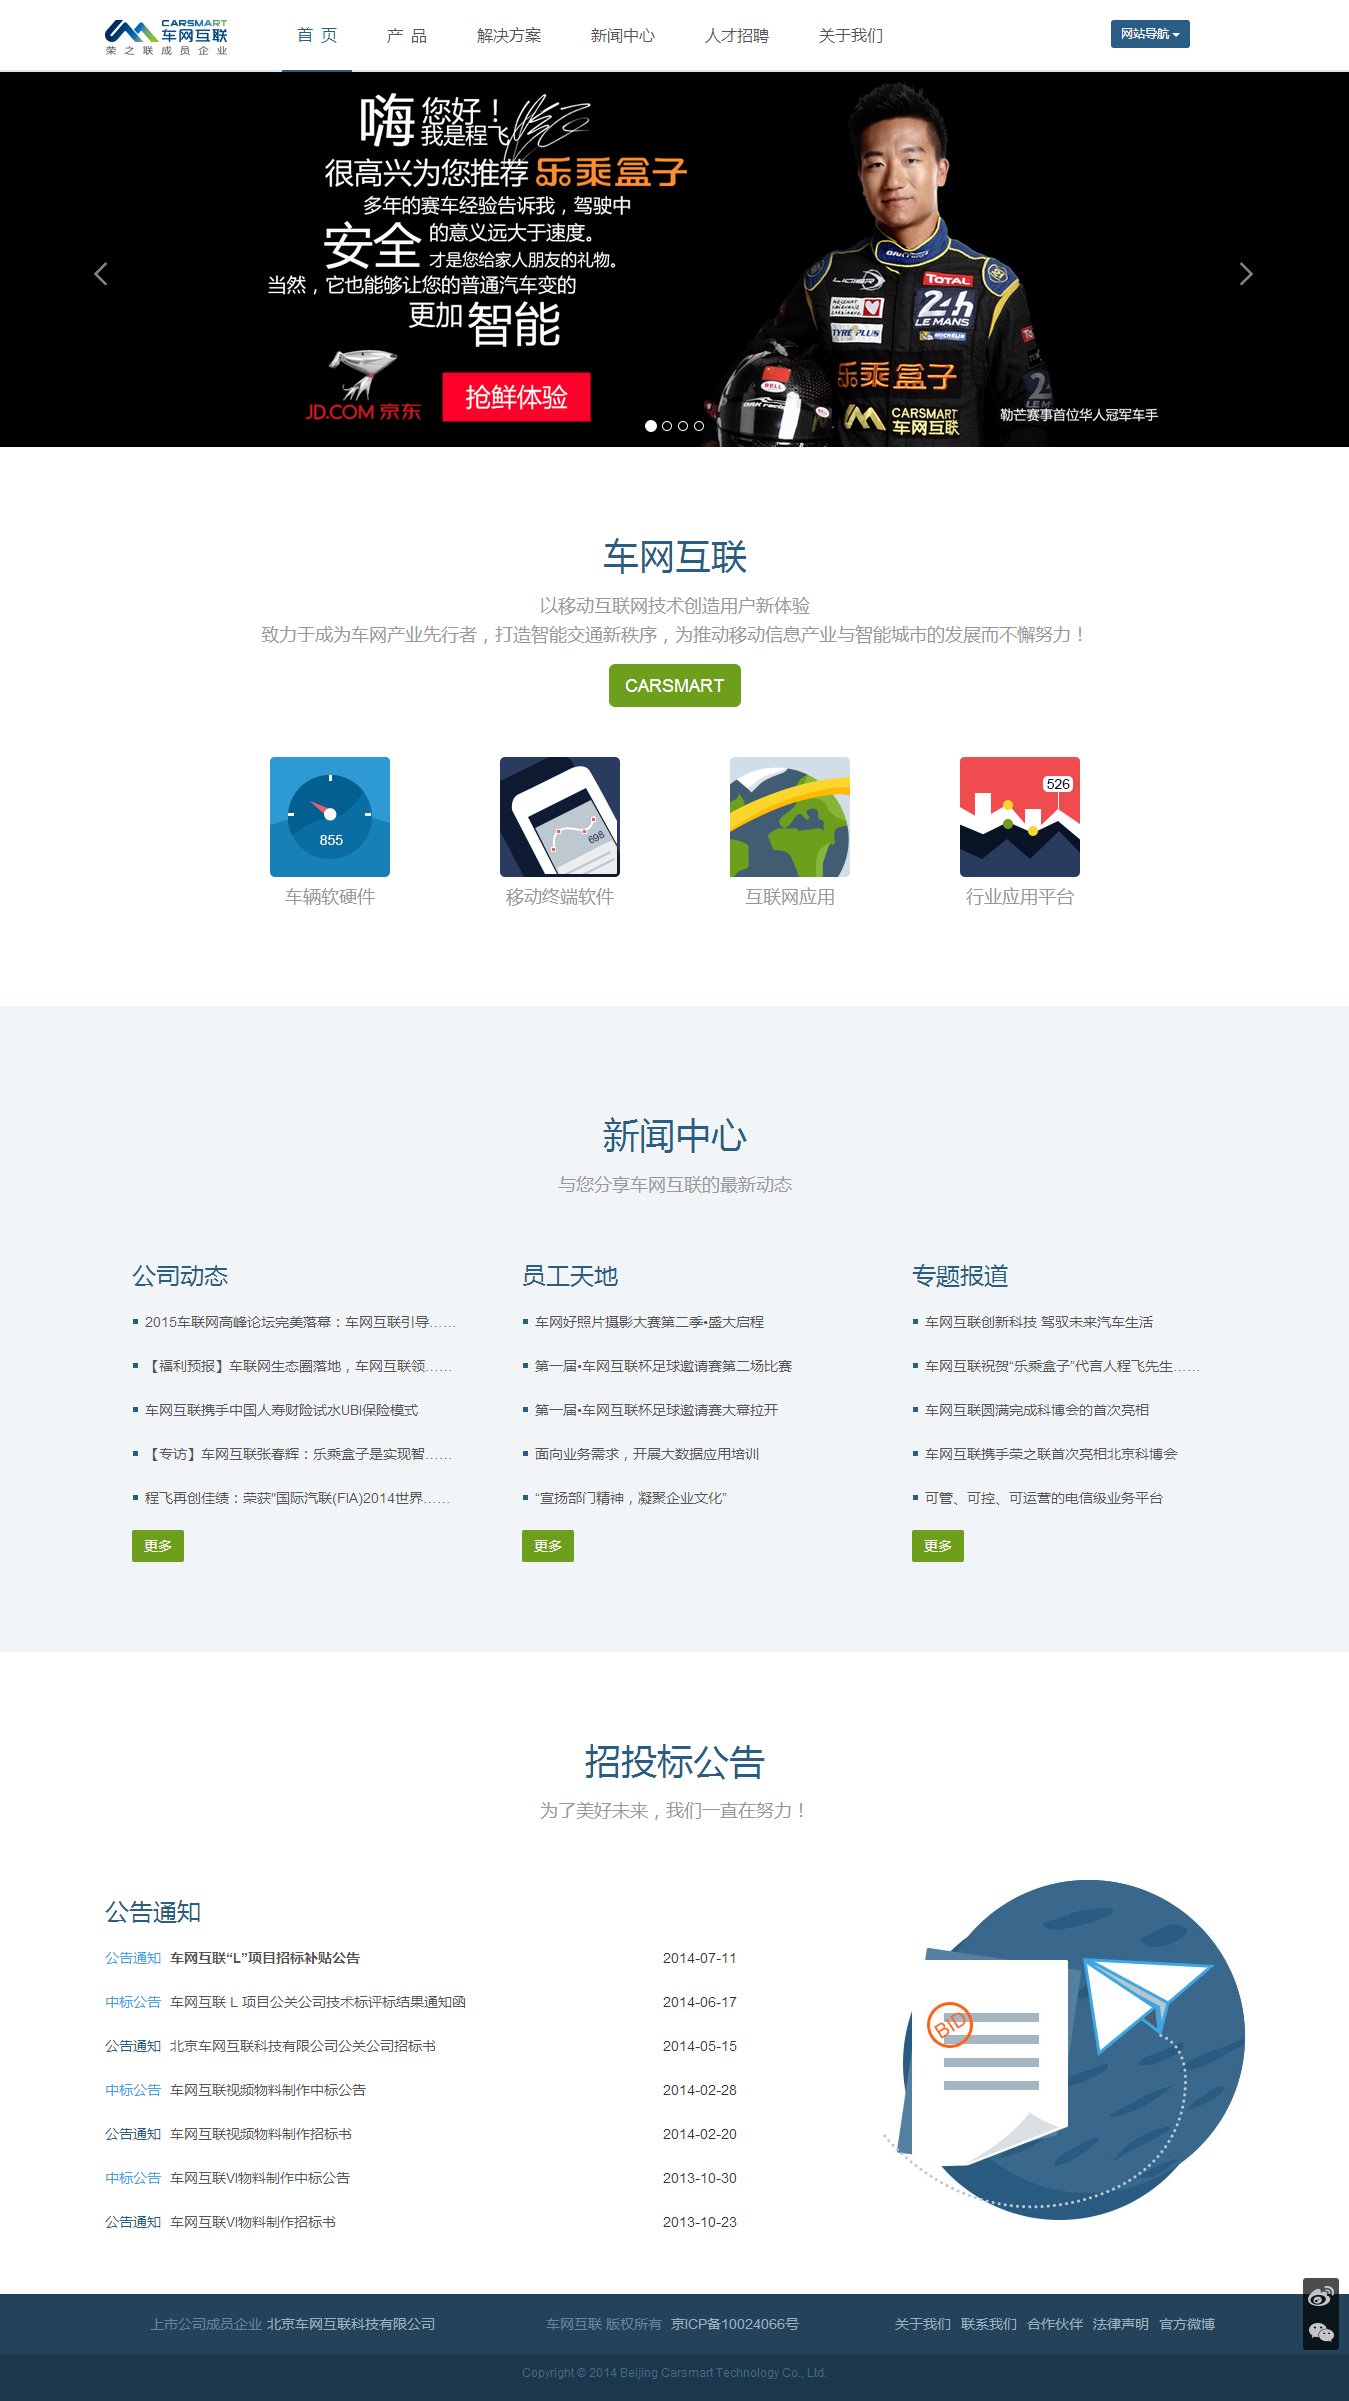 CARSMART
车网互联
荣之联成员企业
首 页 产 品 解决方案 新闻中心 人才招聘 关于我们
网站导航
嗨 您好！
我是程飞
很高兴为您推荐 乐乘盒子
多年的赛车经验告诉我，驾驶中
安全 的意义远大于速度。
才是您给家人朋友的礼物。
当然，它也能够让您的普通汽车变的
更加 智能
JD.COM 京东
抢鲜体验
LIGIER
TOTAL
24h
LE MANS
TYRE PLUS
MICHELIN
乐乘盒子
BELL
OAK racing
CARSMART
车网互联
勒芒赛事首位华人冠军车手
车网互联
以移动互联网技术创造用户新体验
致力于成为车网产业先行者，打造智能交通新秩序，为推动移动信息产业与智能城市的发展而不懈努力！
CARSMART
855
698
526
车辆软硬件
移动终端软件
互联网应用
行业应用平台
新闻中心
与您分享车网互联的最新动态
公司动态
2015车联网高峰论坛完美落幕：车网互联引导……
【福利预报】车联网生态圈落地，车网互联领……
车网互联携手中国人寿财险试水UBI保险模式
【专访】车网互联张春辉：乐乘盒子是实现智……
程飞再创佳绩：荣获"国际汽联(FIA)2014世界……
更多
员工天地
车网好照片摄影大赛第二季•盛大启程
第一届•车网互联杯足球邀请赛第二场比赛
第一届•车网互联杯足球邀请赛大幕拉开
面向业务需求，开展大数据应用培训
“宣扬部门精神，凝聚企业文化”
更多
专题报道
车网互联创新科技 驾驭未来汽车生活
车网互联祝贺“乐乘盒子”代言人程飞先生……
车网互联圆满完成科博会的首次亮相
车网互联携手荣之联首次亮相北京科博会
可管、可控、可运营的电信级业务平台
更多
招投标公告
为了美好未来，我们一直在努力！
公告通知
公告通知 车网互联“L”项目招标补贴公告 2014-07-11
中标公告 车网互联 L 项目公关公司技术标评标结果通知函 2014-06-17
公告通知 北京车网互联科技有限公司公关公司招标书 2014-05-15
中标公告 车网互联视频物料制作中标公告 2014-02-28
公告通知 车网互联视频物料制作招标书 2014-02-20
中标公告 车网互联VI物料制作中标公告 2013-10-30
公告通知 车网互联VI物料制作招标书 2013-10-23
BID
上市公司成员企业 北京车网互联科技有限公司 车网互联 版权所有 京ICP备10024066号 关于我们 联系我们 合作伙伴 法律声明 官方微博
Copyright © 2014 Beijing Carsmart Technology Co., Ltd.